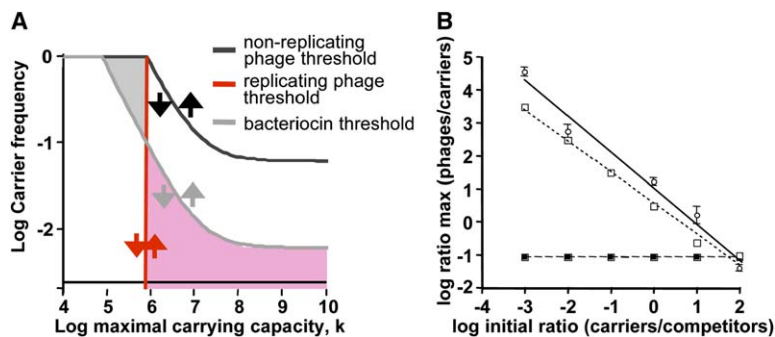 A
0
-1
-2
Log Carrier frequency
4 5 6 7 8 9 10
Log maximal carrying capacity, k
non-replicating
phage threshold
replicating phage
threshold
bacteriocin threshold
B
5
4
3
2
1
0
-1
-2
log ratio max (phages/carriers)
-4 -3 -2 -1 0 1 2
log initial ratio (carriers/competitors)